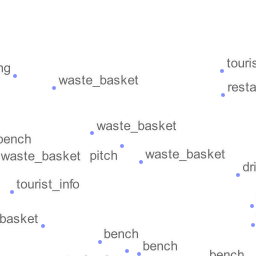 touris
ng
waste_basket
resta
waste_basket
bench
waste_basket
pitch
waste_basket
dri
tourist_info
basket
bench
bench
bench